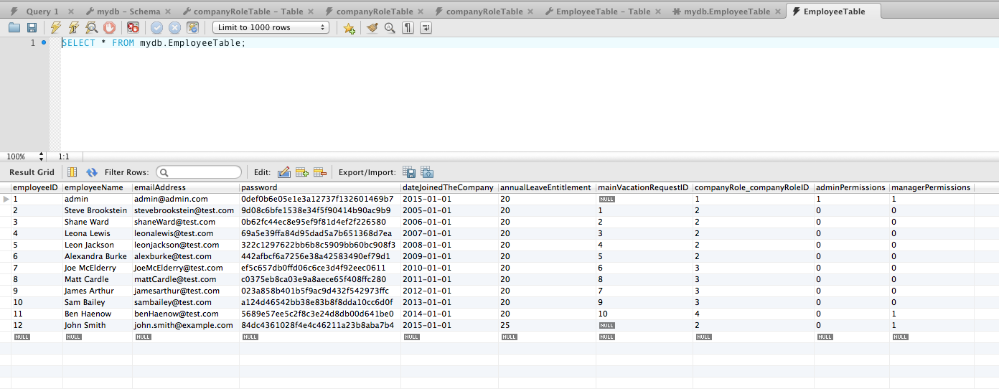 Query 1 mydb - Schema companyRoleTable - Table companyRoleTable companyRoleTable EmployeeTable - Table mydb.EmployeeTable EmployeeTable
Limit to 1000 rows
1 SELECT * FROM mydb.EmployeeTable;
100% 1:1
Result Grid Filter Rows: Edit: Export/Import:
employeeID employeeName emailAddress password dateJoinedTheCompany annualLeaveEntitlement mainVacationRequestID companyRole_companyRoleID adminPermissions managerPermissions
1 admin admin@admin.com 0def0b6e05e1e3a12737f132601469b7 2015-01-01 20 NULL 1 1 1
2 Steve Brookstein stevebrookstein@test.com 9d08c6bfe1538e34f5f90414b90ac9b9 2005-01-01 20 1 2 0 0
3 Shane Ward shaneWard@test.com 0b62fc44ec8e95ef9f81d4ef2f226580 2006-01-01 20 2 2 0 0
4 Leona Lewis leonalewis@test.com 69a5e39ffa84d95dad5a7b651368d7ea 2007-01-01 20 3 2 0 0
5 Leon Jackson leonjackson@test.com 322c1297622bb6b8c5909bb60bc908f3 2008-01-01 20 4 2 0 0
6 Alexandra Burke alexburke@test.com 442afbcf6a7256e38a42583490ef79d1 2009-01-01 20 5 2 0 0
7 Joe McElderry JoeMcElderry@test.com ef5c657db0ffd06c6ce3d4f92eec0611 2010-01-01 20 6 3 0 0
8 Matt Cardle mattCardle@test.com c0375eb8ca03e9a8aece65f408ffc280 2011-01-01 20 8 3 0 0
9 James Arthur jamesarthur@test.com 023a858b401b5f9ac9d432f542973ffc 2012-01-01 20 7 3 0 0
10 Sam Bailey sambailey@test.com a124d46542bb38e83b8f8dda10cc6d0f 2013-01-01 20 9 3 0 0
11 Ben Haenow benHaenow@test.com 5689e57ee5c2f8c3e24d8db00d641be0 2014-01-01 20 10 4 0 1
12 John Smith john.smith@example.com 84dc4361028f4e4c46211a23b8aba7b4 2015-01-01 25 NULL 2 0 1
NULL NULL NULL NULL NULL NULL NULL NULL NULL NULL